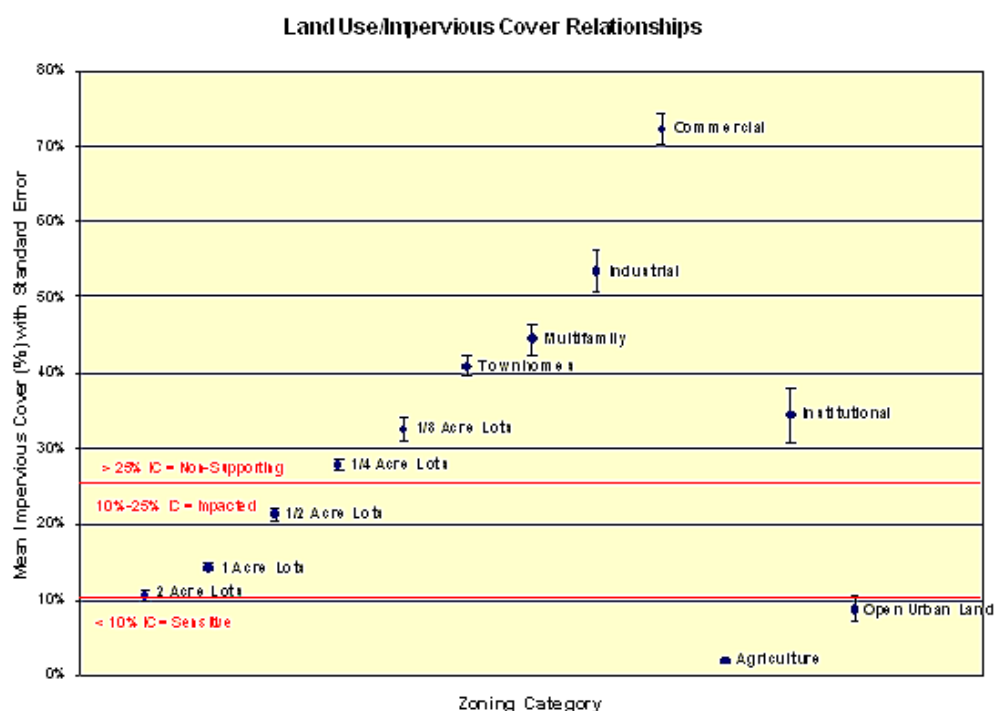 Land Use/Impervious Cover Relationships
Mean Impervious Cover (%) with Standard Error
80%
70%
60%
50%
40%
30%
20%
10%
0%
Commercial
Industrial
Multifamily
Townhomes
Institutional
1/8 Acre Lots
1/4 Acre Lots
> 25% IC = Non-Supporting
10%-25% IC = Impacted
1/2 Acre Lots
1 Acre Lots
2 Acre Lots
Open Urban Land
< 10% IC = Sensitive
Agriculture
Zoning Category